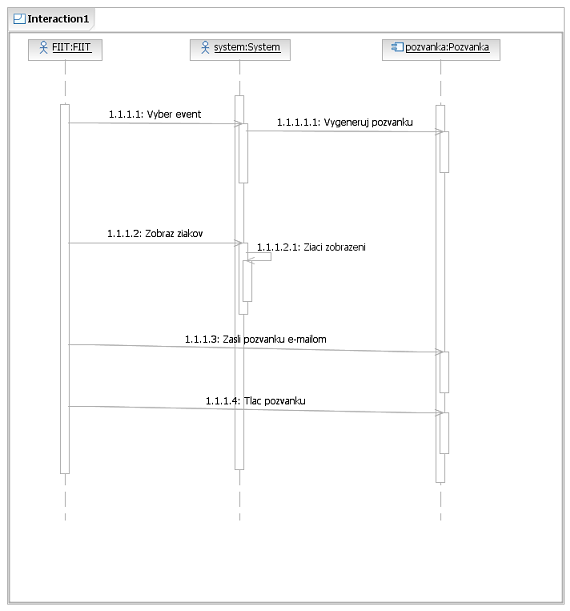 Interaction1
FIIT:FIIT
system:System
pozvanka:Pozvanka
1.1.1.1: Vyber event
1.1.1.1.1: Vygeneruj pozvanku
1.1.1.2: Zobraz ziakov
1.1.1.2.1: Ziaci zobrazeni
1.1.1.3: Zasli pozvanku e-mailom
1.1.1.4: Tlac pozvanku